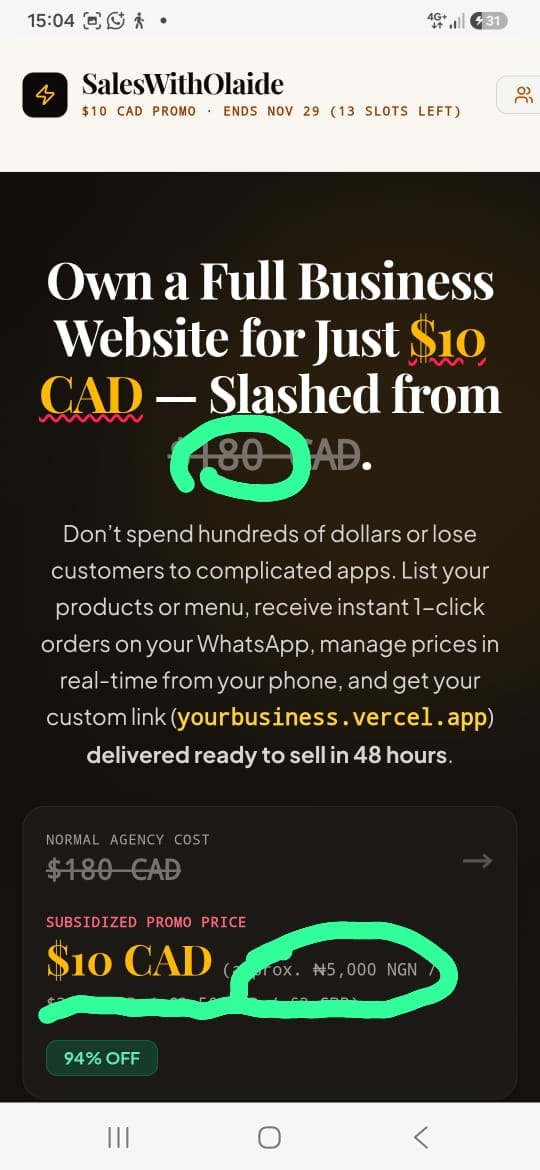 15:04
4G+
31
SalesWithOlaide
$10 CAD PROMO · ENDS NOV 29 (13 SLOTS LEFT)
Own a Full Business
Website for Just $10
CAD — Slashed from
$180 CAD.
Don't spend hundreds of dollars or lose
customers to complicated apps. List your
products or menu, receive instant 1-click
orders on your WhatsApp, manage prices in
real-time from your phone, and get your
custom link (yourbusiness.vercel.app)
delivered ready to sell in 48 hours.
NORMAL AGENCY COST
$180 CAD
→
SUBSIDIZED PROMO PRICE
$10 CAD (approx. ₦5,000 NGN /
94% OFF